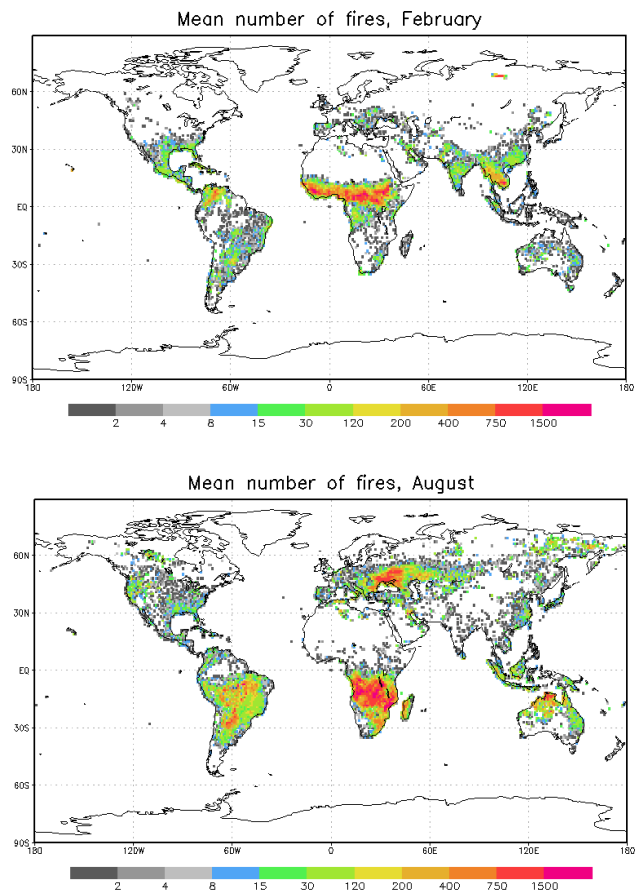 Mean number of fires, February
60N
30N
EQ
30S
60S
90S
180 120W 60W 0 60E 120E 180
2 4 8 15 30 120 200 400 750 1500
Mean number of fires, August
60N
30N
EQ
30S
60S
90S
180 120W 60W 0 60E 120E 180
2 4 8 15 30 120 200 400 750 1500